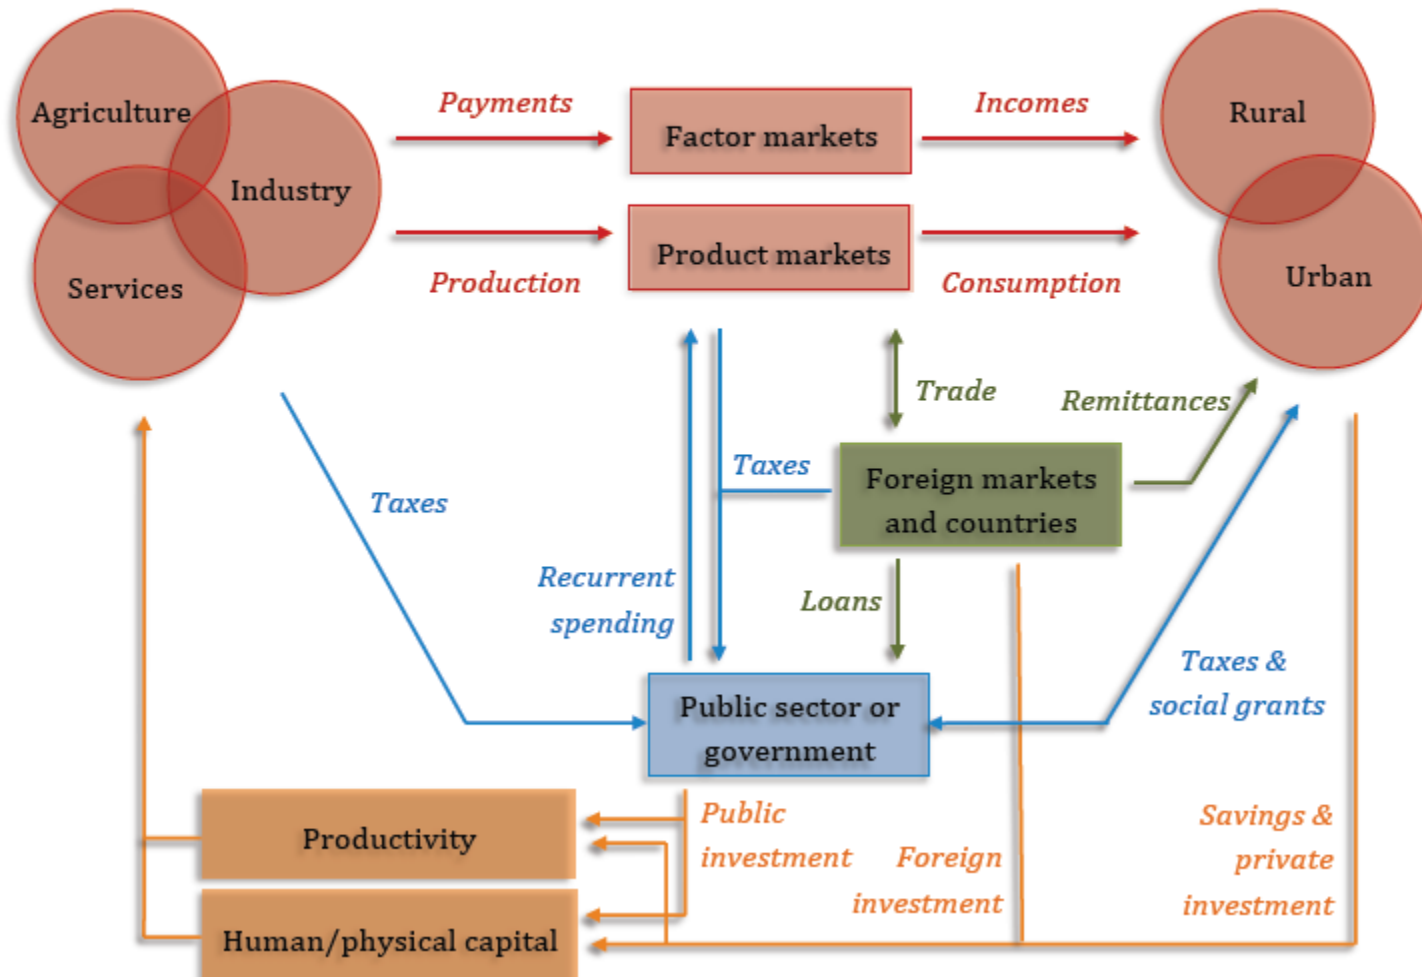 Agriculture
Industry
Services
Payments
Production
Factor markets
Product markets
Incomes
Consumption
Rural
Urban
Trade
Remittances
Taxes
Taxes
Foreign markets
and countries
Recurrent
spending
Loans
Public sector or
government
Taxes &
social grants
Productivity
Human/physical capital
Public
investment
Foreign
investment
Savings &
private
investment